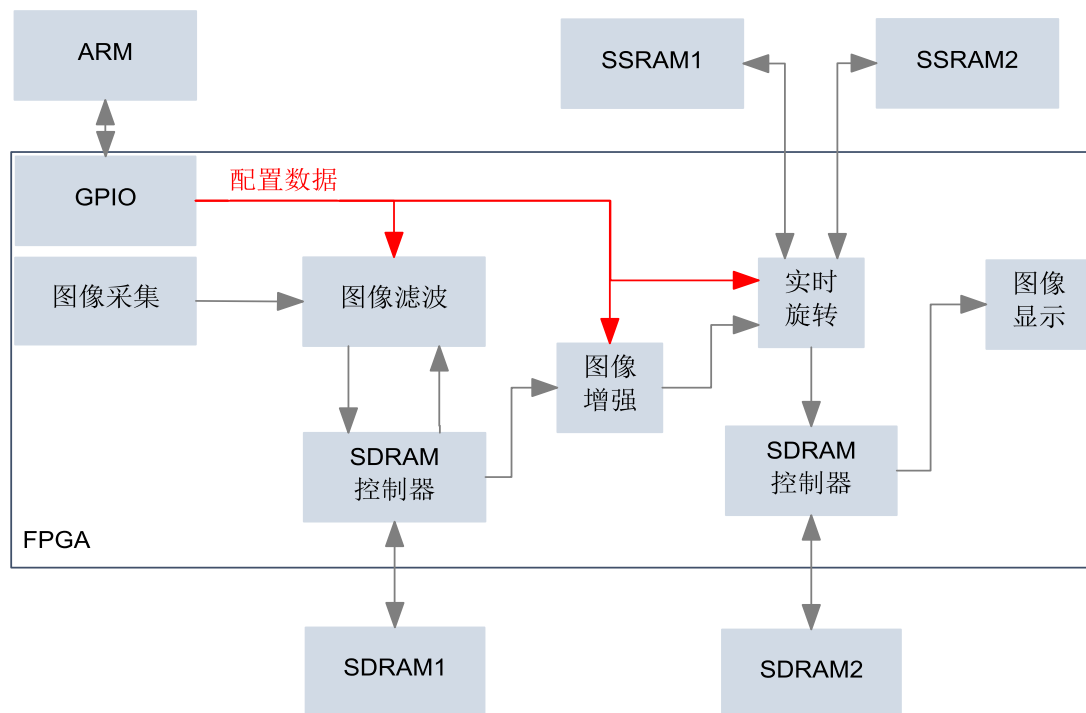 ARM
SSRAM1
SSRAM2
GPIO
配置数据
图像采集
图像滤波
实时
旋转
图像
显示
图像
增强
SDRAM
控制器
SDRAM
控制器
FPGA
SDRAM1
SDRAM2